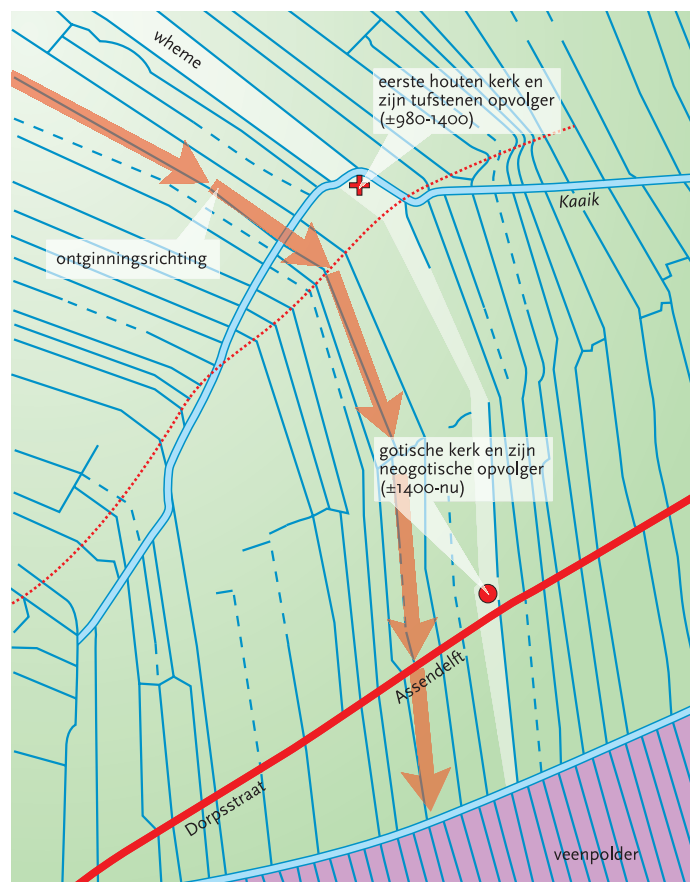 wheme
eerste houten kerk en
zijn tufstenen opvolger
(±980-1400)
Kaaik
ontginningsrichting
gotische kerk en zijn
neogotische opvolger
(±1400-nu)
Assendelft
Dorpsstraat
veenpolder